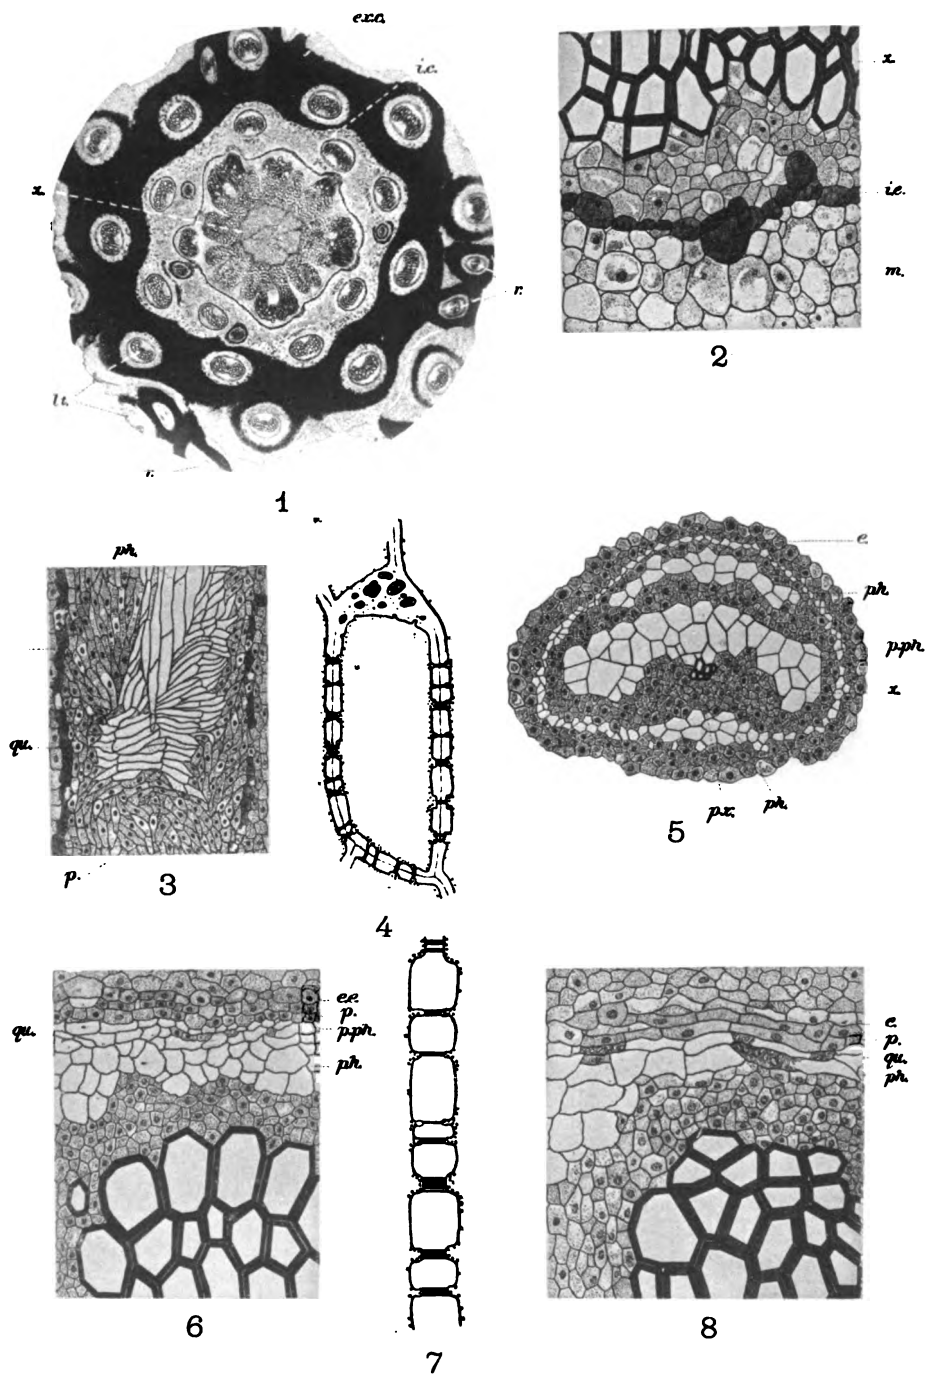 ex.c.
i.c.
x.
r.
l.t.
r.
1
x.
i.e.
m.
2
ph.
qu.
p.
3
4
e.
ph.
p.ph.
x.
p.x.
ph.
5
qu.
e.e.
p.
p.ph.
ph.
6
7
e.
p.
qu.
ph.
8